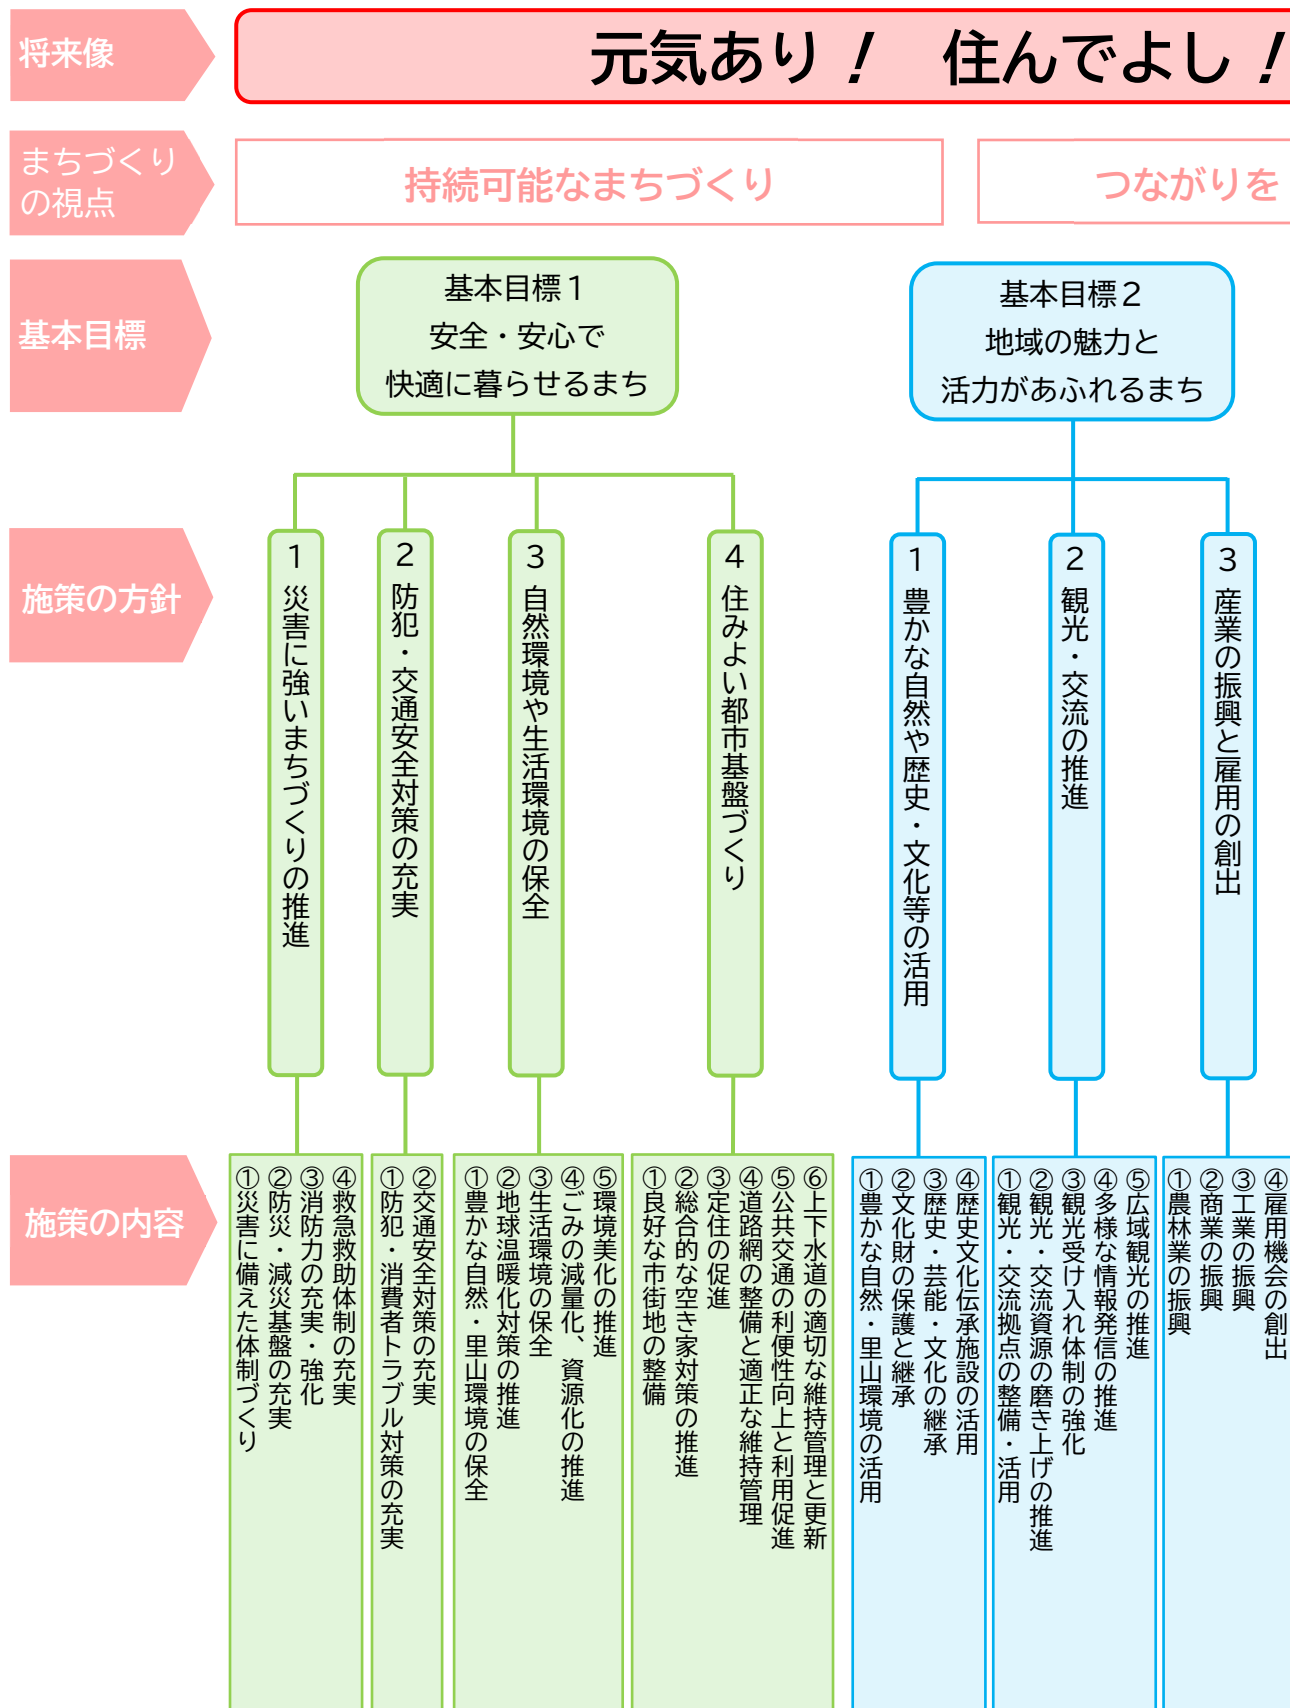 将来像
元気あり！　住んでよし！
まちづくり
の視点
持続可能なまちづくり
つながりを
基本目標
基本目標１
安全・安心で
快適に暮らせるまち
基本目標２
地域の魅力と
活力があふれるまち
施策の方針
1 災害に強いまちづくりの推進
2 防犯・交通安全対策の充実
3 自然環境や生活環境の保全
4 住みよい都市基盤づくり
1 豊かな自然や歴史・文化等の活用
2 観光・交流の推進
3 産業の振興と雇用の創出
施策の内容
①災害に備えた体制づくり
②防災・減災基盤の充実
③消防力の充実・強化
④救急救助体制の充実
①防犯・消費者トラブル対策の充実
②交通安全対策の充実
①豊かな自然・里山環境の保全
②地球温暖化対策の推進
③生活環境の保全
④ごみの減量化、資源化の推進
⑤環境美化の推進
①良好な市街地の整備
②総合的な空き家対策の推進
③定住の促進
④道路網の整備と適正な維持管理
⑤公共交通の利便性向上と利用促進
⑥上下水道の適切な維持管理と更新
①豊かな自然・里山環境の活用
②文化財の保護と継承
③歴史・芸能・文化の継承
④歴史文化伝承施設の活用
①観光・交流拠点の整備・活用
②観光・交流資源の磨き上げの推進
③観光受け入れ体制の強化
④多様な情報発信の推進
⑤広域観光の推進
①農林業の振興
②商業の振興
③工業の振興
④雇用機会の創出